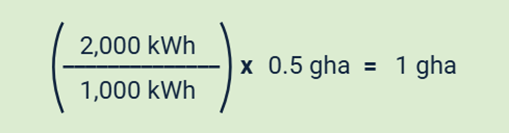 2,000 kWh
1,000 kWh
x 0.5 gha = 1 gha